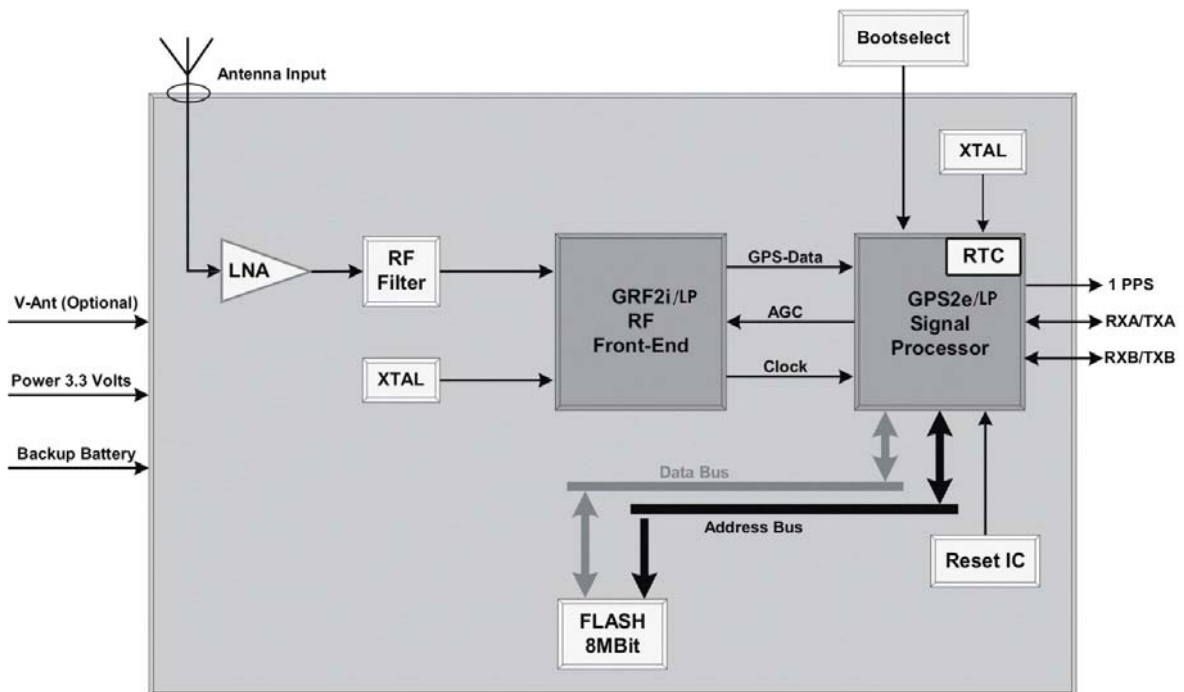 Bootselect
Antenna Input
XTAL
LNA
RF
Filter
GRF2i/LP
RF
Front-End
GPS-Data
AGC
Clock
RTC
GPS2e/LP
Signal
Processor
1 PPS
RXA/TXA
RXB/TXB
V-Ant (Optional)
Power 3.3 Volts
Backup Battery
XTAL
Data Bus
Address Bus
Reset IC
FLASH
8MBit